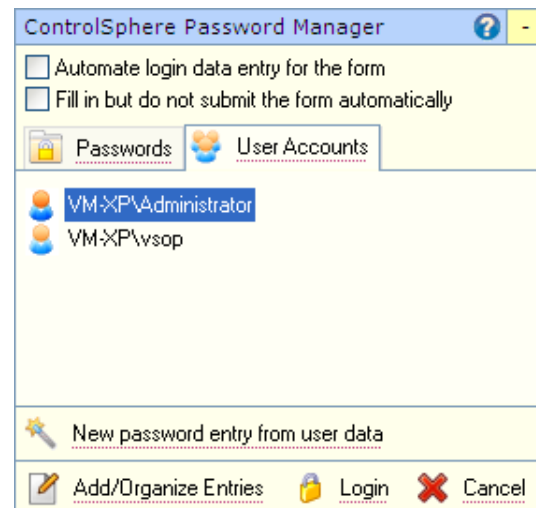 ControlSphere Password Manager ? -
Automate login data entry for the form
Fill in but do not submit the form automatically
Passwords User Accounts
VM-XP\Administrator
VM-XP\vsop
New password entry from user data
Add/Organize Entries Login Cancel